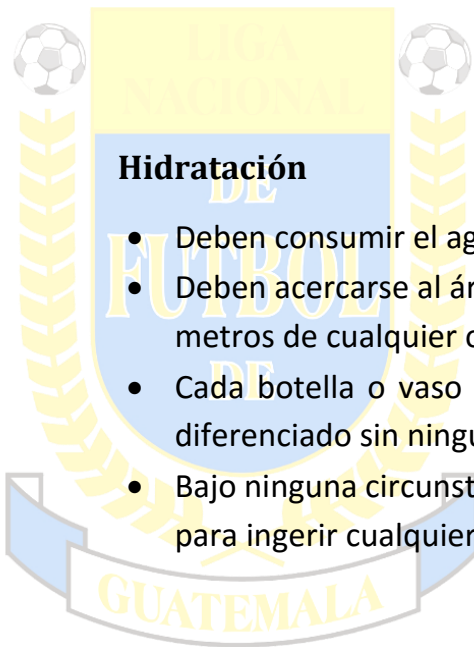 LIGA
NACIONAL
DE
FUTBOL
DE
GUATEMALA
Hidratación
• Deben consumir el ag
• Deben acercarse al ár
metros de cualquier
• Cada botella o vaso
diferenciado sin ningu
• Bajo ninguna circunst
para ingerir cualquier